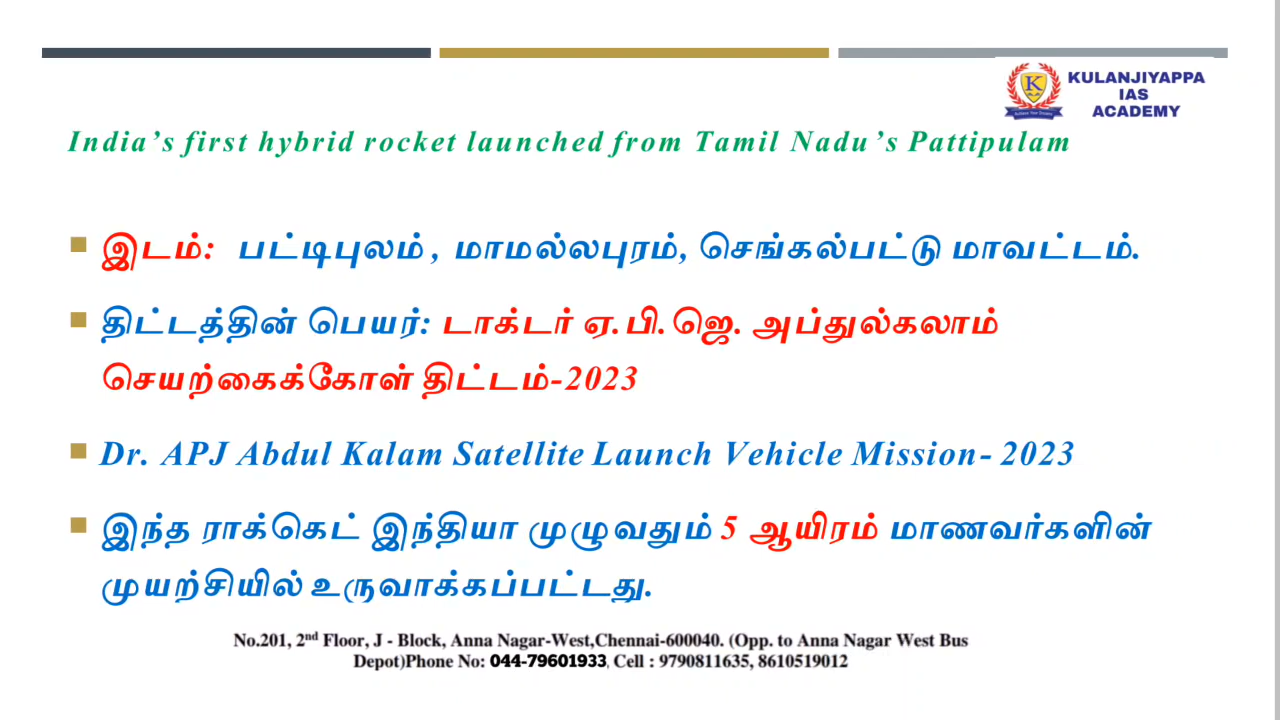 KULANJIYAPPA
IAS
ACADEMY
India's first hybrid rocket launched from Tamil Nadu's Pattipulam
இடம்: பட்டிபுலம், மாமல்லபுரம், செங்கல்பட்டு மாவட்டம்.
திட்டத்தின் பெயர்: டாக்டர் ஏ.பி.ஜெ. அப்துல்கலாம்
செயற்கைக்கோள் திட்டம்-2023
Dr. APJ Abdul Kalam Satellite Launch Vehicle Mission- 2023
இந்த ராக்கெட் இந்தியா முழுவதும் 5 ஆயிரம் மாணவர்களின்
முயற்சியில் உருவாக்கப்பட்டது.
No.201, 2nd Floor, J - Block, Anna Nagar-West,Chennai-600040. (Opp. to Anna Nagar West Bus
Depot)Phone No: 044-79601933, Cell : 9790811635, 8610519012